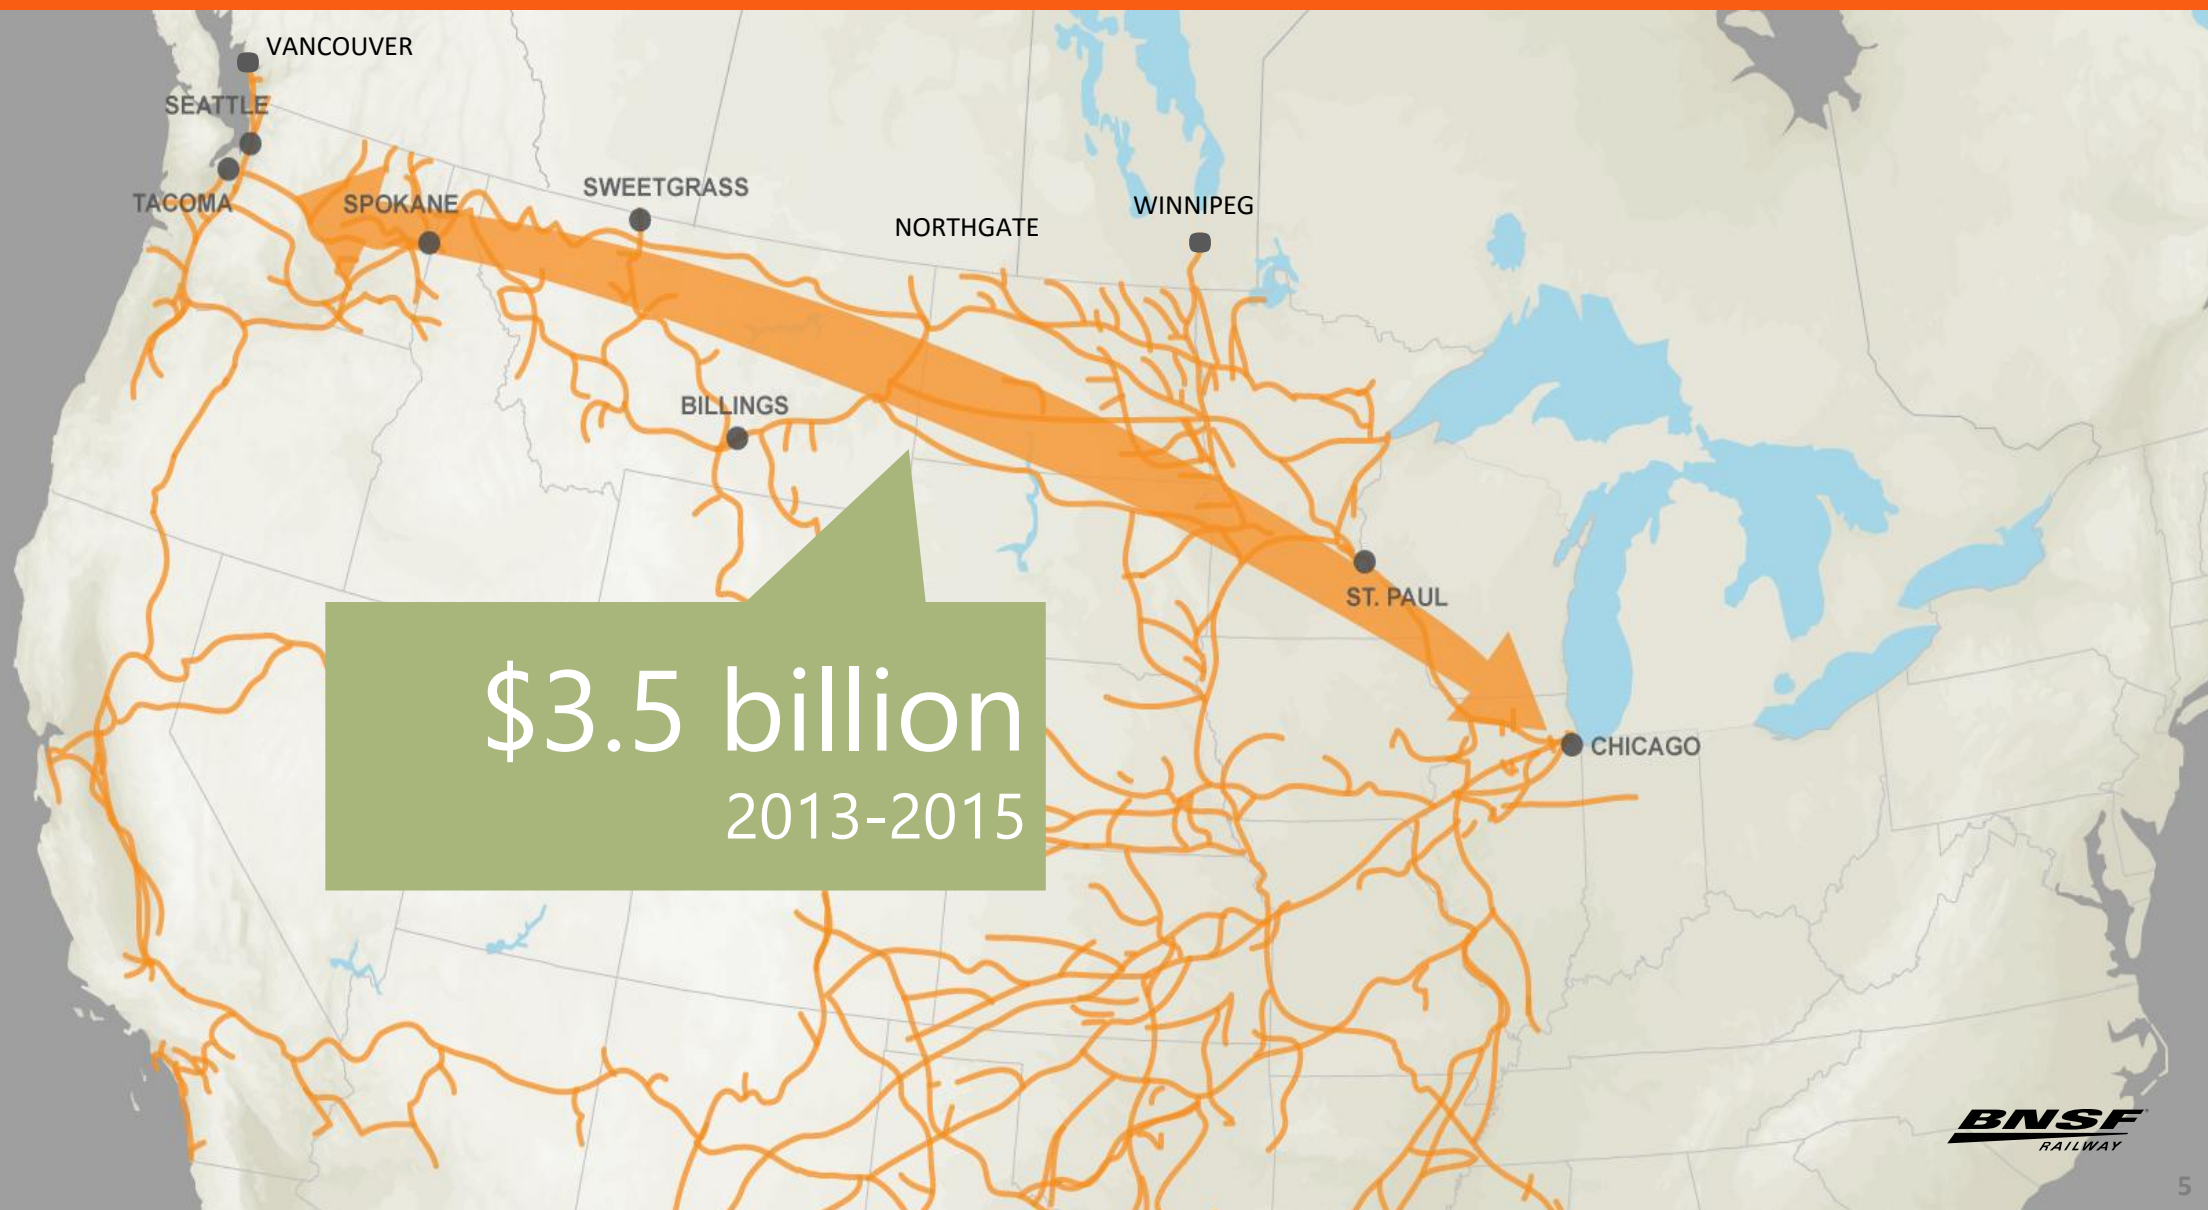 VANCOUVER
SEATTLE
TACOMA
SPOKANE
SWEETGRASS
NORTHGATE
WINNIPEG
BILLINGS
ST. PAUL
$3.5 billion
2013-2015
CHICAGO
BNSF
RAILWAY
5